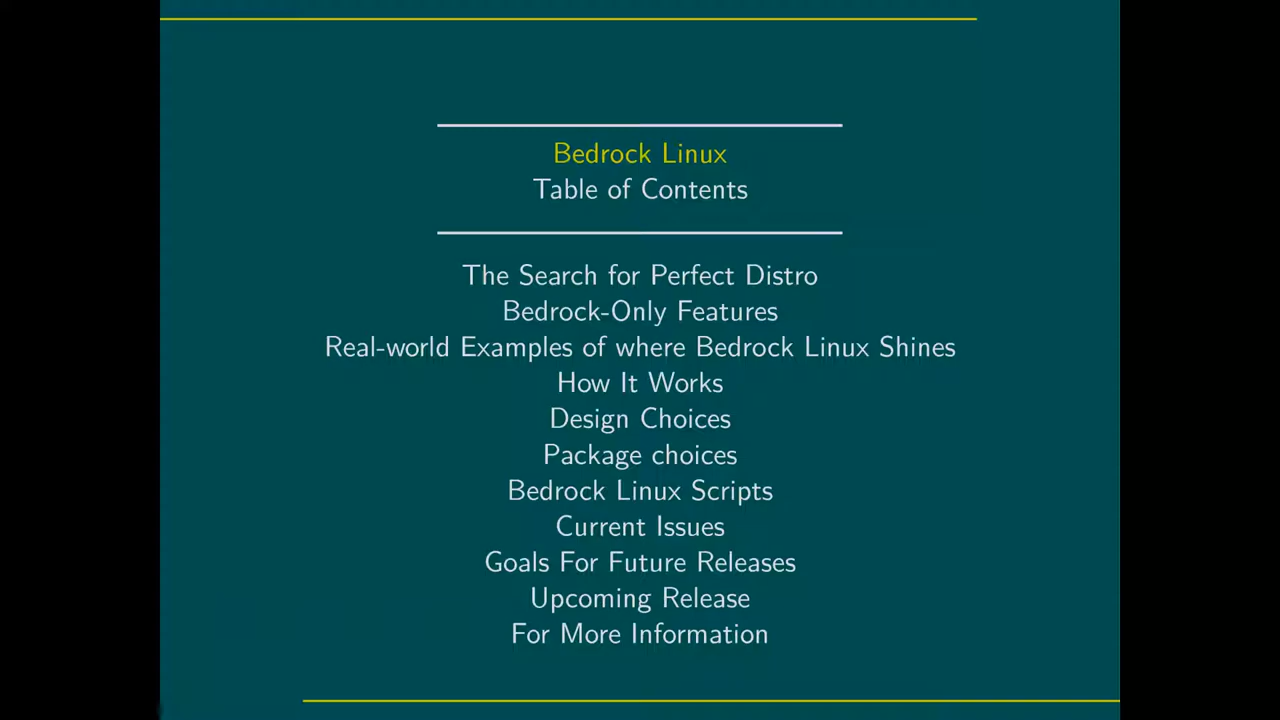 Bedrock Linux
Table of Contents
The Search for Perfect Distro
Bedrock-Only Features
Real-world Examples of where Bedrock Linux Shines
How It Works
Design Choices
Package choices
Bedrock Linux Scripts
Current Issues
Goals For Future Releases
Upcoming Release
For More Information